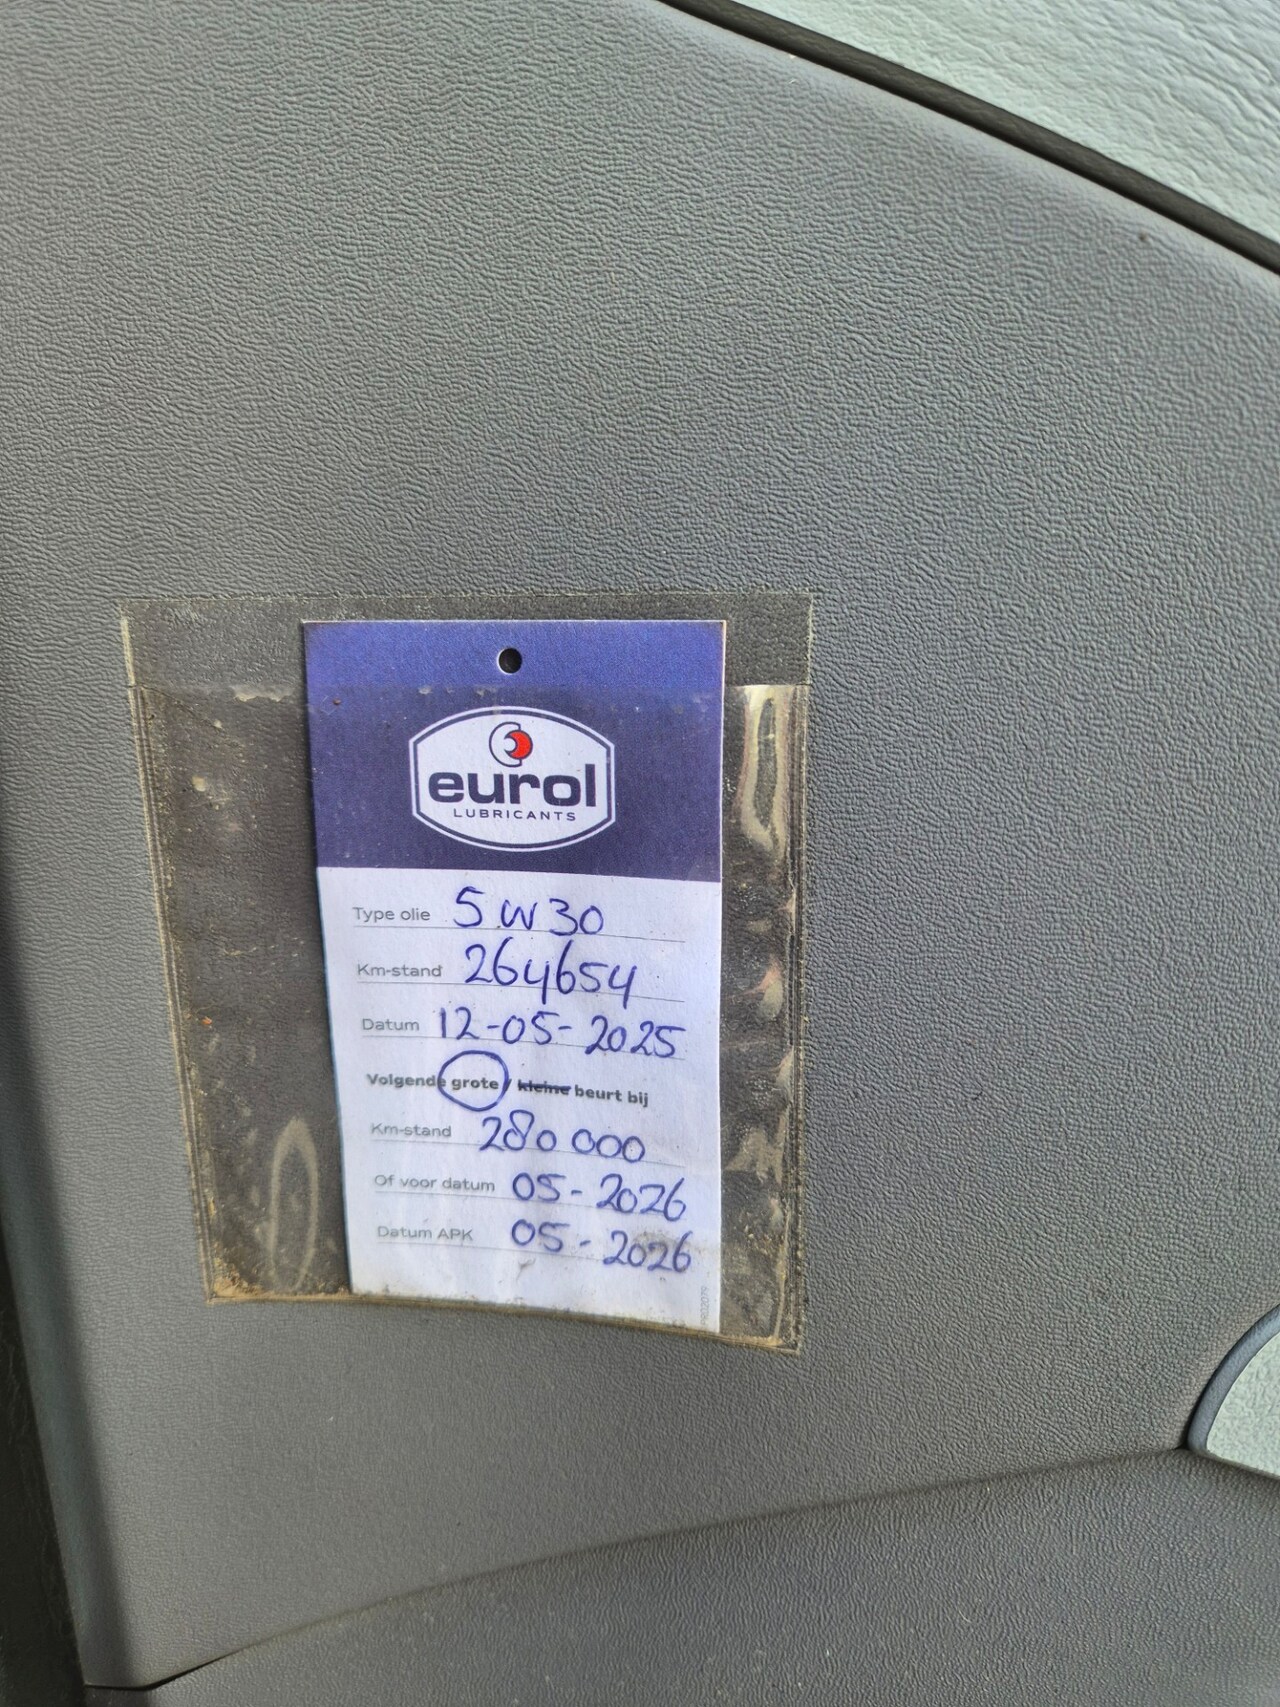 eurol
LUBRICANTS
Type olie 5W30
Km-stand 264654
Datum 12-05-2025
Volgende grote / kleine beurt bij
Km-stand 280 000
Of voor datum 05-2026
Datum APK 05-2026